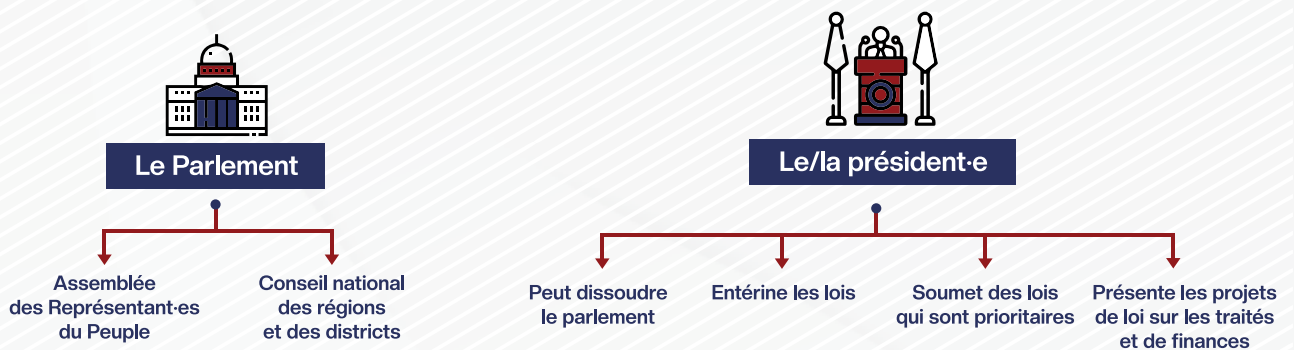 Le Parlement
Assemblée
des Représentant·es
du Peuple
Conseil national
des régions
et des districts
Le/la président·e
Peut dissoudre
le parlement
Entérine les lois
Soumet des lois
qui sont prioritaires
Présente les projets
de loi sur les traités
et de finances